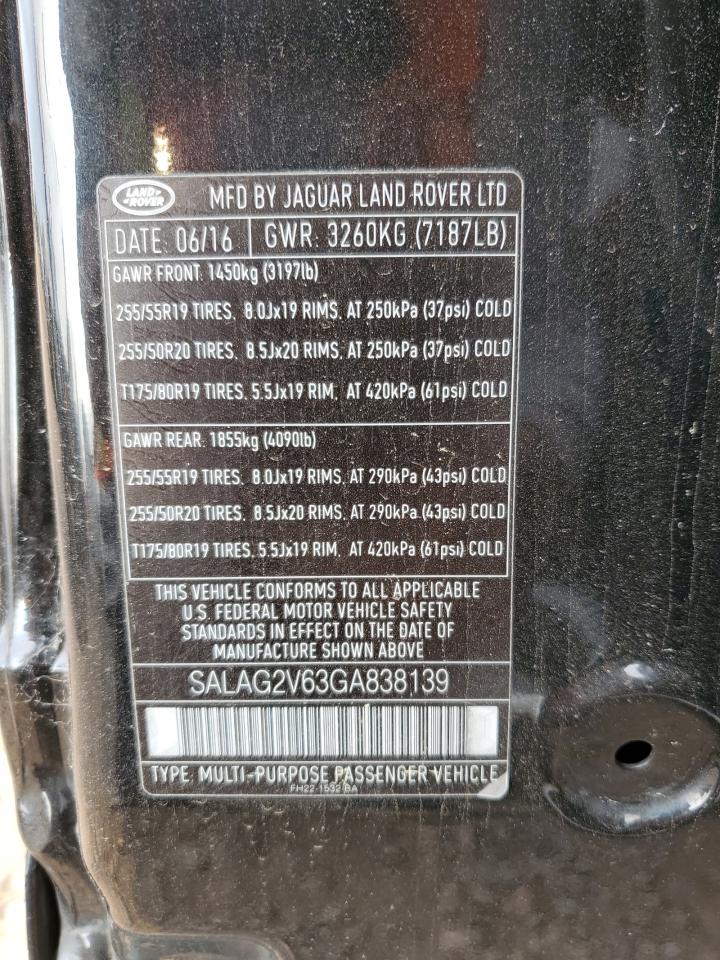 LAND ROVER MFD BY JAGUAR LAND ROVER LTD
DATE: 06/16 GWR: 3260KG (7187LB)
GAWR FRONT: 1450kg (3197lb)
255/55R19 TIRES, 8.0Jx19 RIMS, AT 250kPa (37psi) COLD
255/50R20 TIRES, 8.5Jx20 RIMS, AT 250kPa (37psi) COLD
T175/80R19 TIRES, 5.5Jx19 RIM, AT 420kPa (61psi) COLD
GAWR REAR: 1855kg (4090lb)
255/55R19 TIRES, 8.0Jx19 RIMS, AT 290kPa (43psi) COLD
255/50R20 TIRES, 8.5Jx20 RIMS, AT 290kPa (43psi) COLD
T175/80R19 TIRES, 5.5Jx19 RIM, AT 420kPa (61psi) COLD
THIS VEHICLE CONFORMS TO ALL APPLICABLE
U.S. FEDERAL MOTOR VEHICLE SAFETY
STANDARDS IN EFFECT ON THE DATE OF
MANUFACTURE SHOWN ABOVE
SALAG2V63GA838139
TYPE: MULTI-PURPOSE PASSENGER VEHICLE
FH22-1532-BA